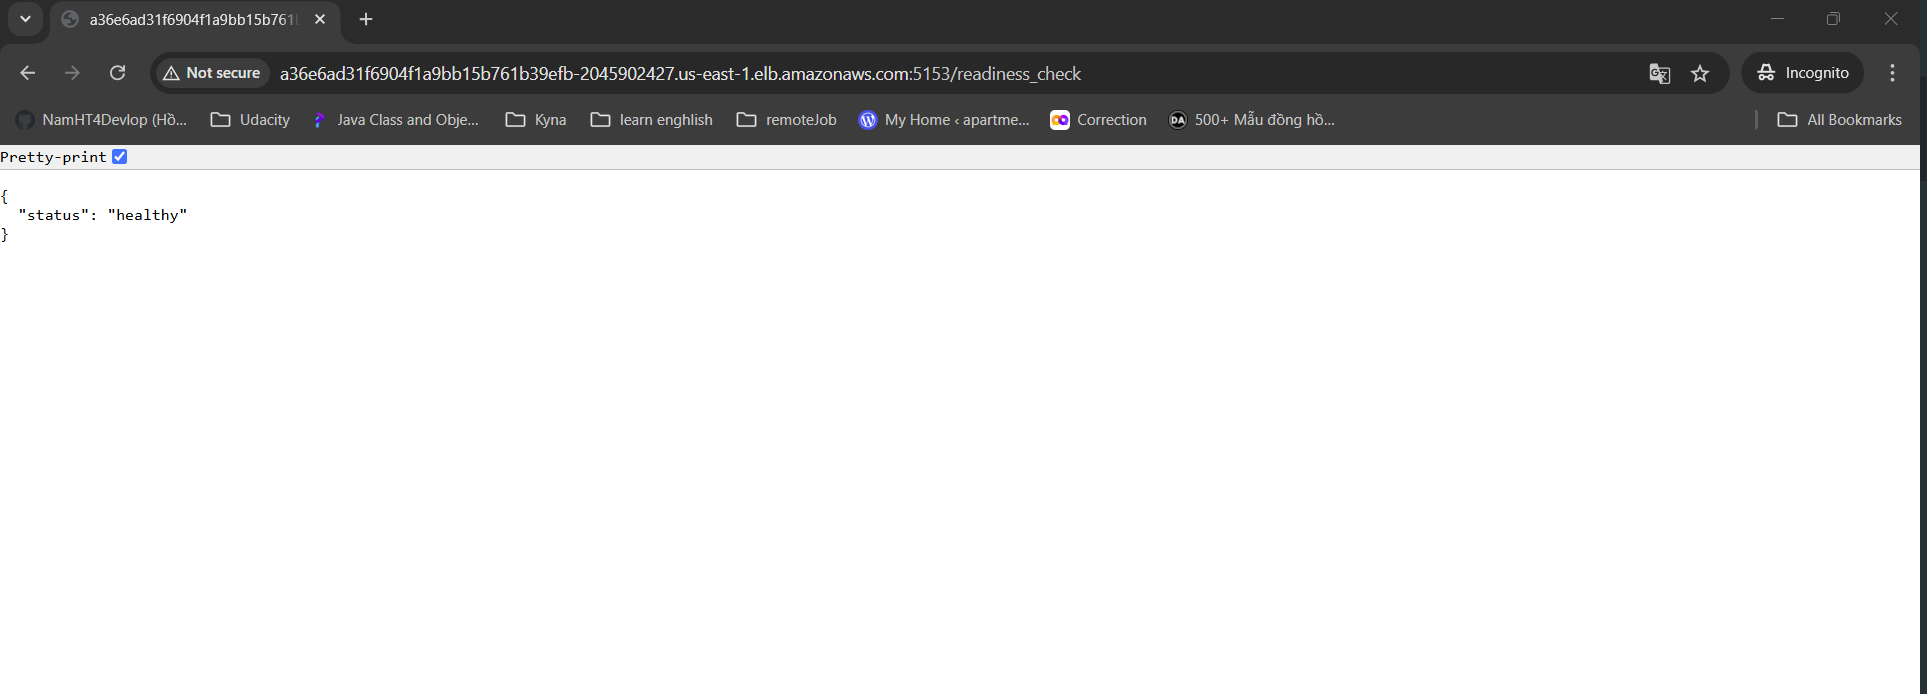 a36e6ad31f6904f1a9bb15b761
Not secure
a36e6ad31f6904f1a9bb15b761b39efb-2045902427.us-east-1.elb.amazonaws.com:5153/readiness_check
Incognito
NamHT4Devlop (Hồ... Udacity Java Class and Obje... Kyna learn enghlish remoteJob My Home ‹ apartme... Correction DA 500+ Mẫu đồng hồ... All Bookmarks
Pretty-print
{
"status": "healthy"
}